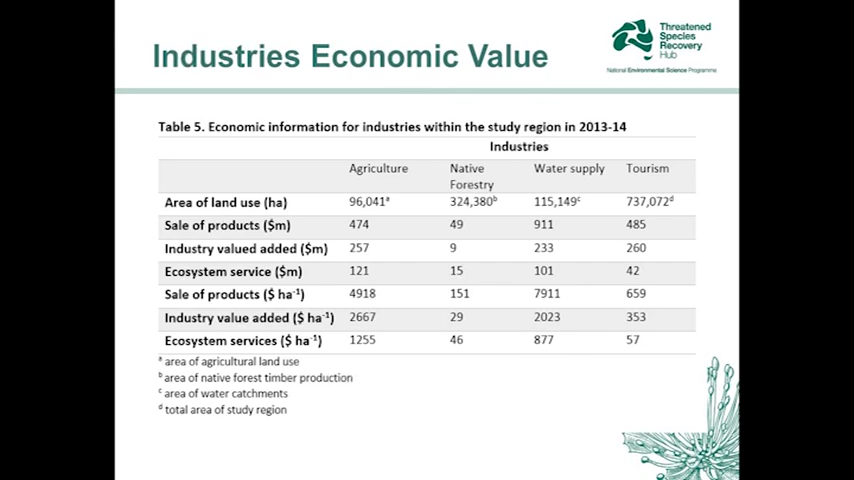 Industries Economic Value
Threatened
Species
Recovery
Hub
National Environmental Science Programme
Table 5. Economic information for industries within the study region in 2013-14
Industries
Agriculture Native Forestry Water supply Tourism
Area of land use (ha) 96,041ᵃ 324,380ᵇ 115,149ᶜ 737,072ᵈ
Sale of products ($m) 474 49 911 485
Industry valued added ($m) 257 9 233 260
Ecosystem service ($m) 121 15 101 42
Sale of products ($ ha⁻¹) 4918 151 7911 659
Industry value added ($ ha⁻¹) 2667 29 2023 353
Ecosystem services ($ ha⁻¹) 1255 46 877 57
ᵃ area of agricultural land use
ᵇ area of native forest timber production
ᶜ area of water catchments
ᵈ total area of study region